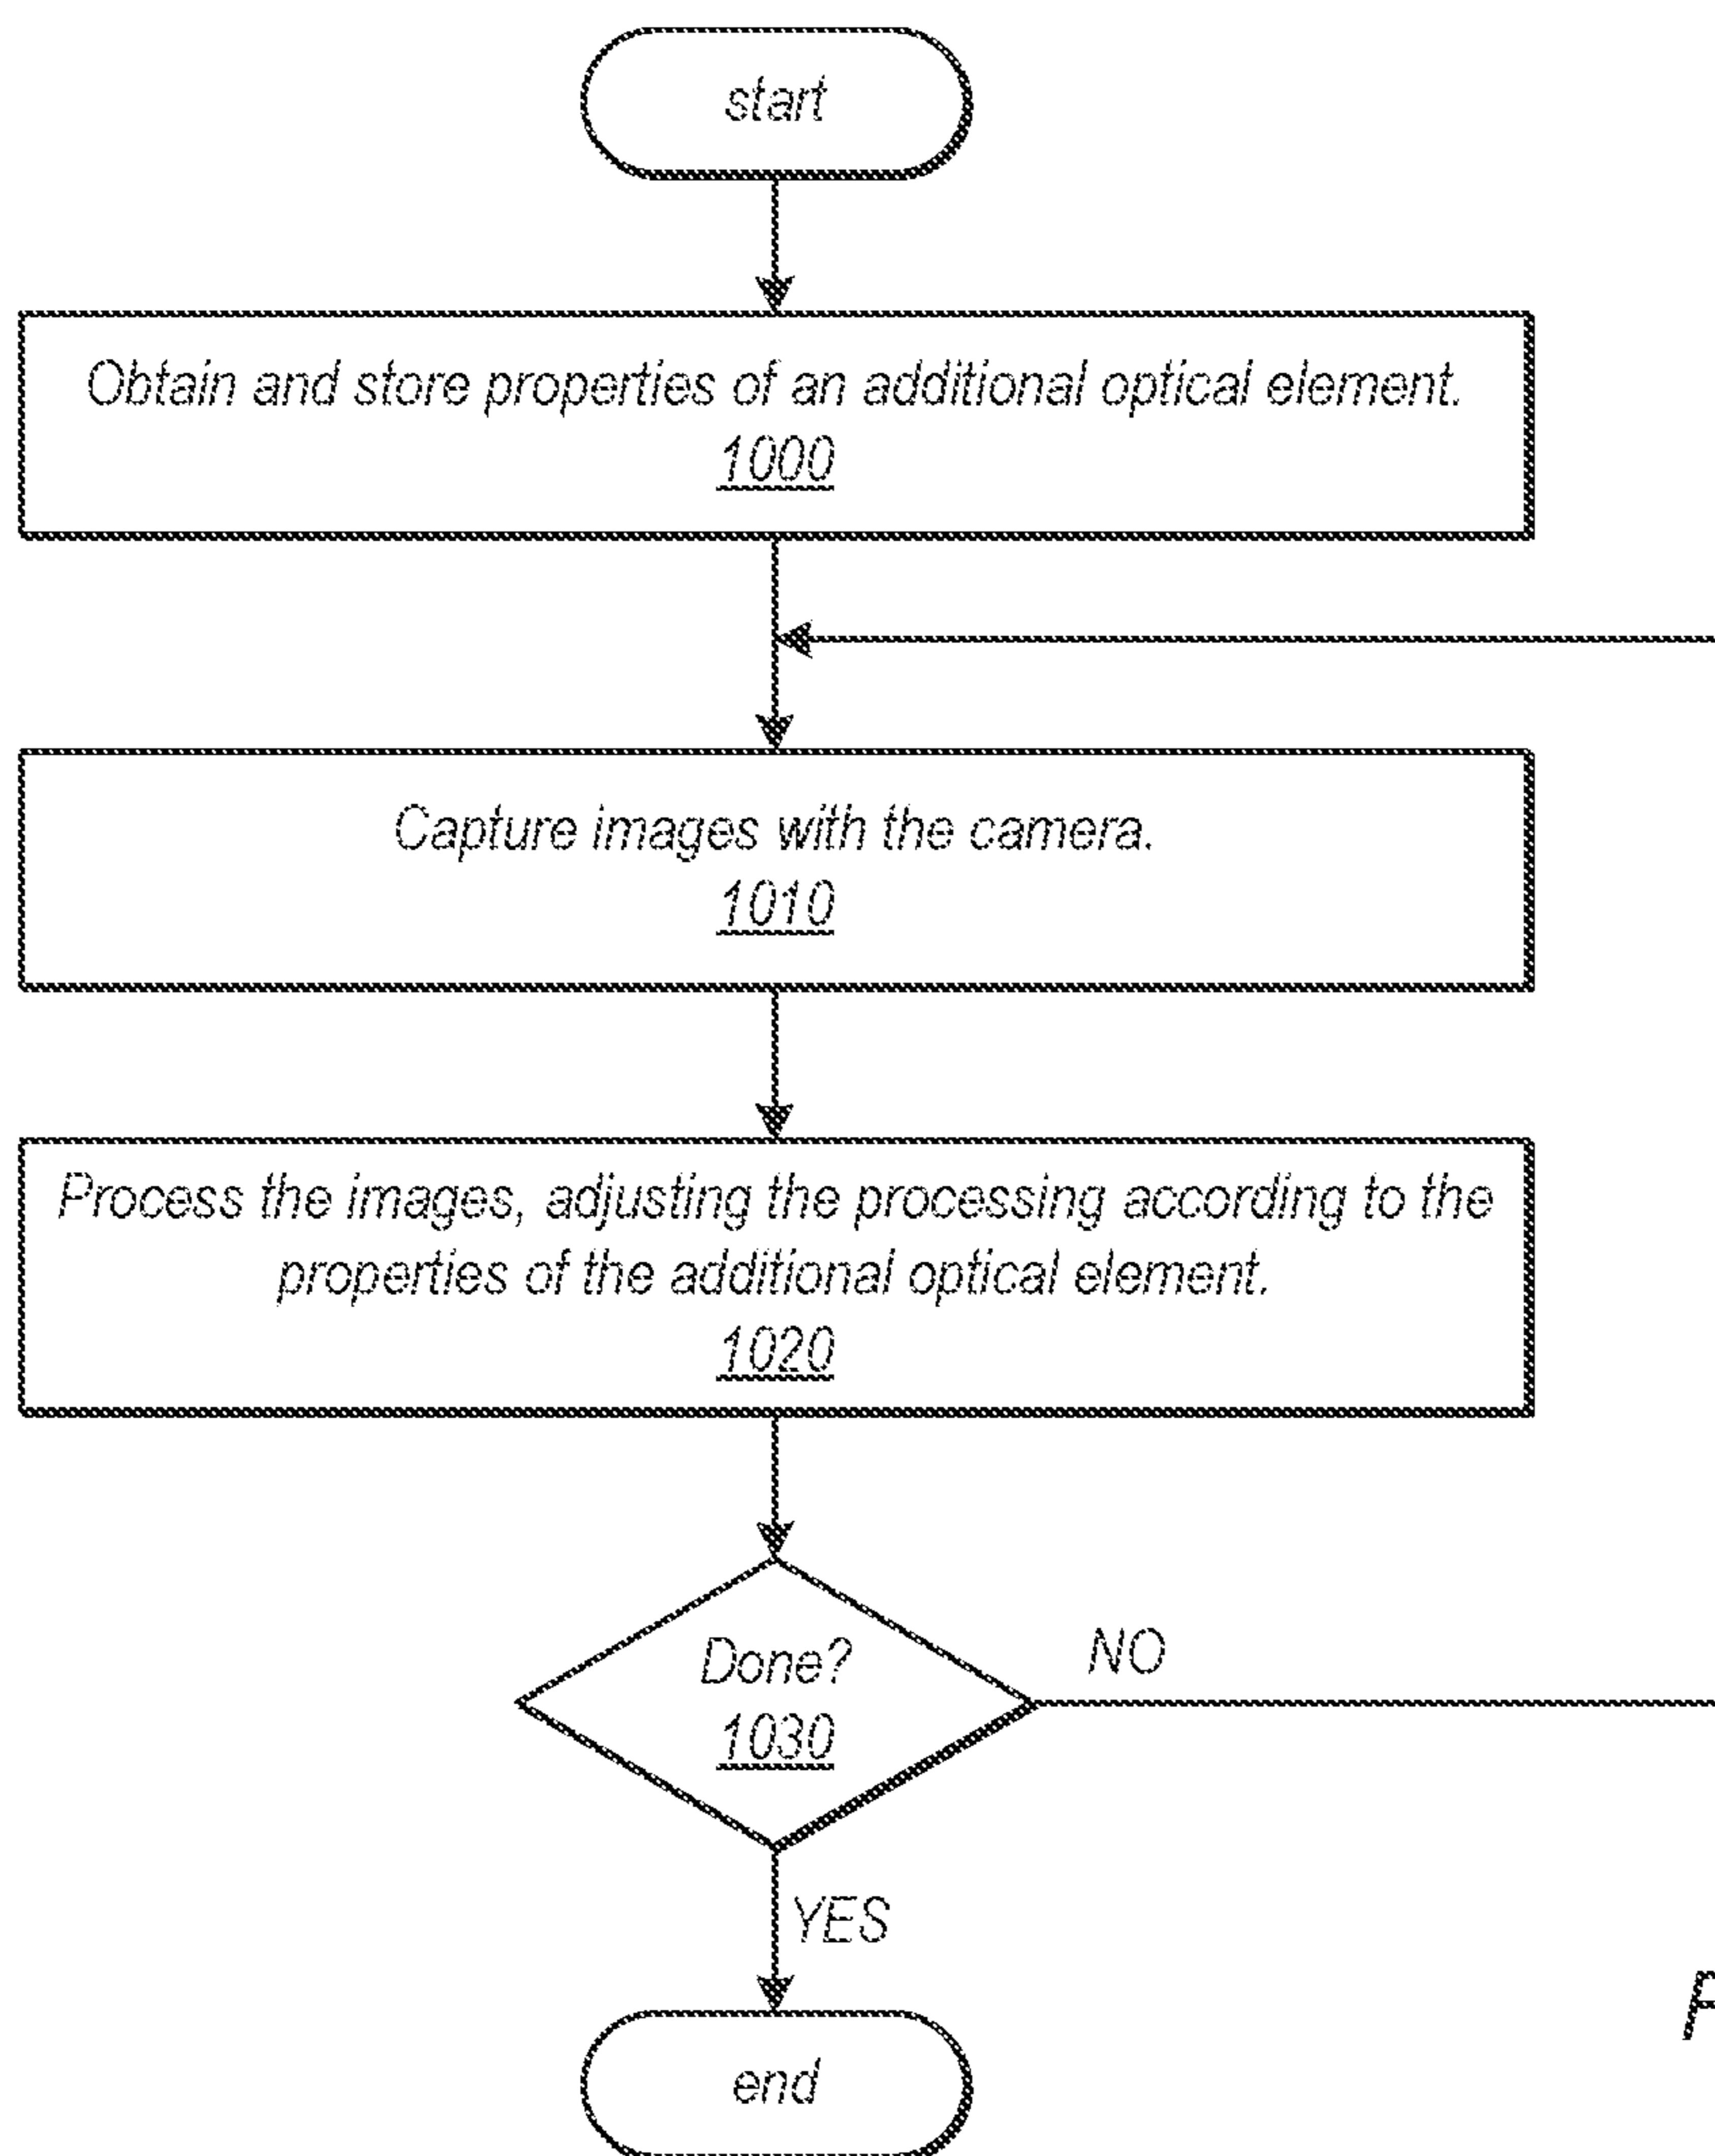 start
Obtain and store properties of an additional optical element.
1000
Capture images with the camera.
1010
Process the images, adjusting the processing according to the
properties of the additional optical element.
1020
Done?
1030
NO
YES
end